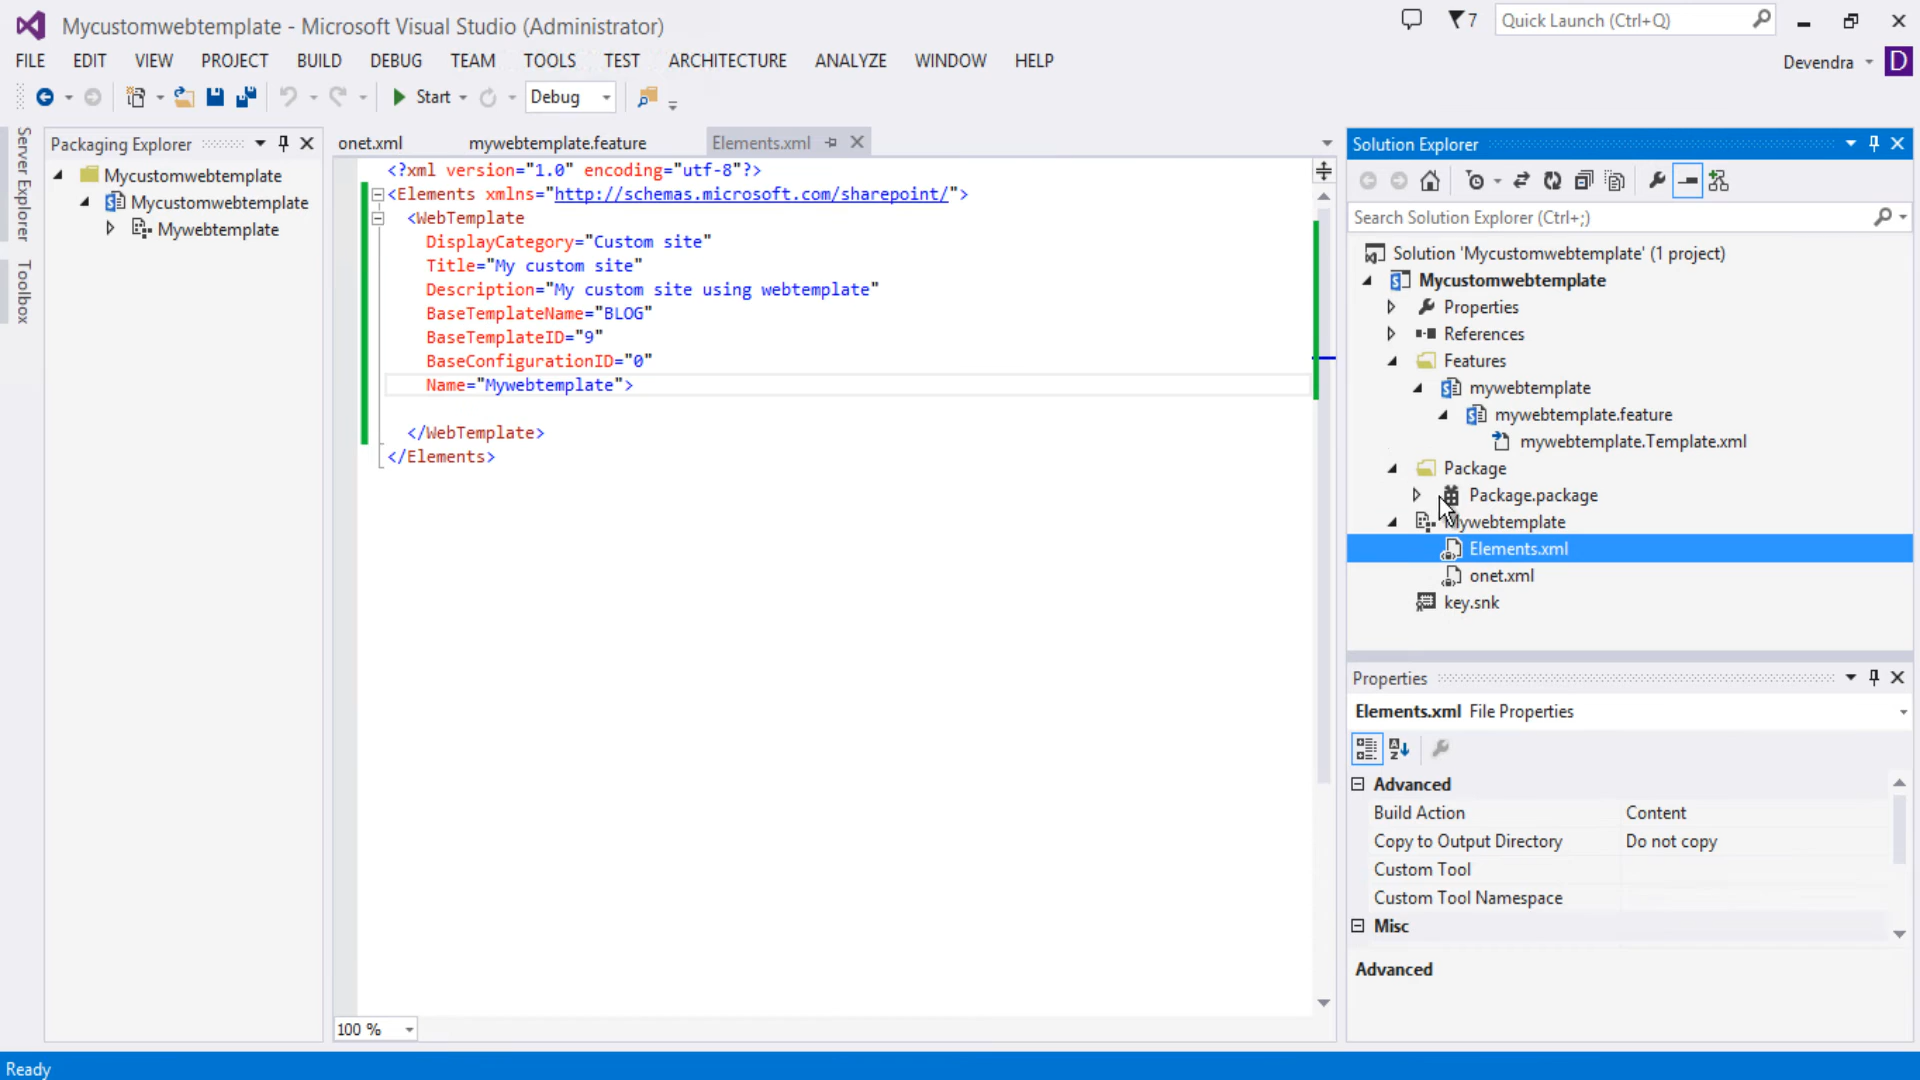 Mycustomwebtemplate - Microsoft Visual Studio (Administrator)
7
Quick Launch (Ctrl+Q)
FILE EDIT VIEW PROJECT BUILD DEBUG TEAM TOOLS TEST ARCHITECTURE ANALYZE WINDOW HELP
Devendra D
Start Debug
Server Explorer
Toolbox
Packaging Explorer
Mycustomwebtemplate
Mycustomwebtemplate
Mywebtemplate
onet.xml mywebtemplate.feature Elements.xml
<?xml version="1.0" encoding="utf-8"?>
<Elements xmlns="http://schemas.microsoft.com/sharepoint/">
<WebTemplate
DisplayCategory="Custom site"
Title="My custom site"
Description="My custom site using webtemplate"
BaseTemplateName="BLOG"
BaseTemplateID="9"
BaseConfigurationID="0"
Name="Mywebtemplate">
</WebTemplate>
</Elements>
100 %
Solution Explorer
Search Solution Explorer (Ctrl+;)
Solution 'Mycustomwebtemplate' (1 project)
Mycustomwebtemplate
Properties
References
Features
mywebtemplate
mywebtemplate.feature
mywebtemplate.Template.xml
Package
Package.package
Mywebtemplate
Elements.xml
onet.xml
key.snk
Properties
Elements.xml File Properties
Advanced
Build Action Content
Copy to Output Directory Do not copy
Custom Tool
Custom Tool Namespace
Misc
Advanced
Ready